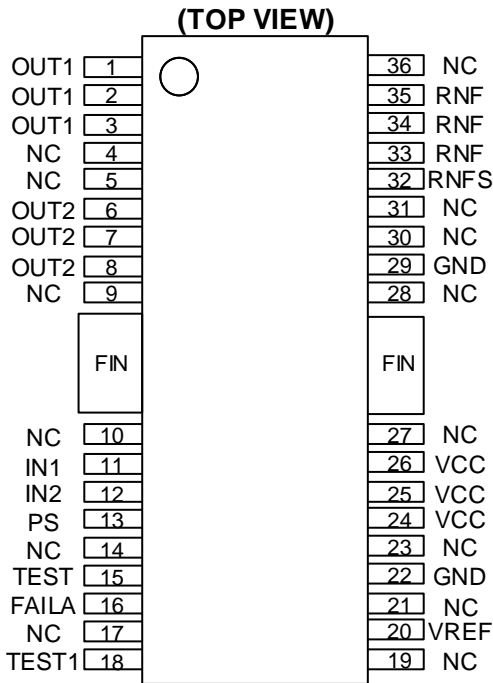 (TOP VIEW)
OUT1 1 36 NC
OUT1 2 35 RNF
OUT1 3 34 RNF
NC 4 33 RNF
NC 5 32 RNFS
OUT2 6 31 NC
OUT2 7 30 NC
OUT2 8 29 GND
NC 9 28 NC
FIN FIN
NC 10 27 NC
IN1 11 26 VCC
IN2 12 25 VCC
PS 13 24 VCC
NC 14 23 NC
TEST 15 22 GND
FAILA 16 21 NC
NC 17 20 VREF
TEST1 18 19 NC